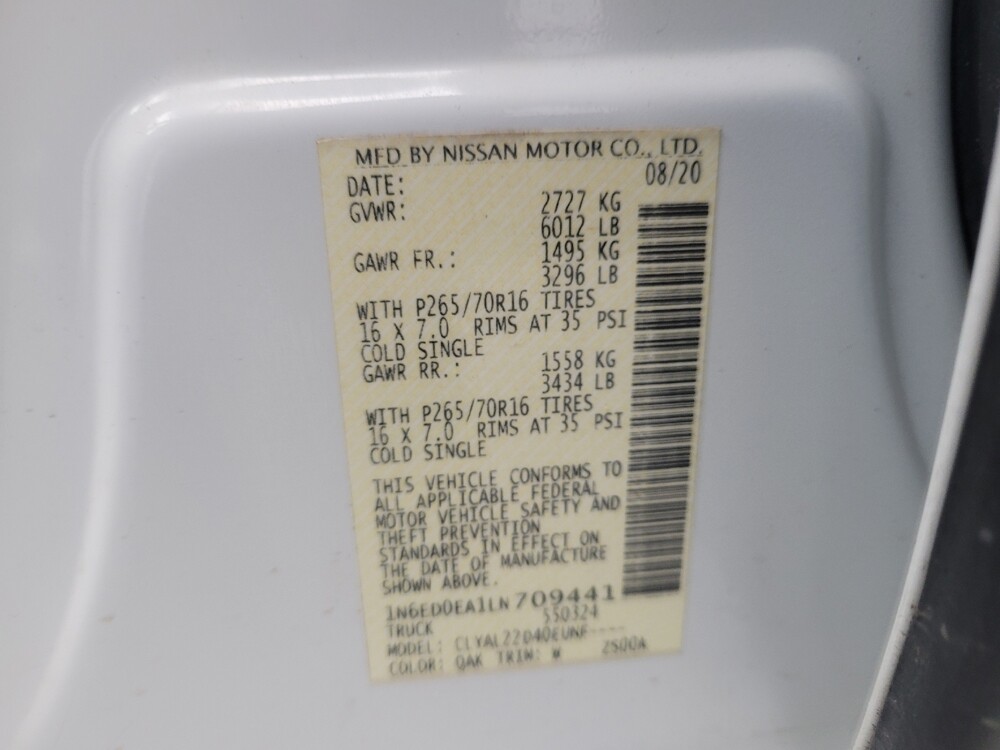 MFD BY NISSAN MOTOR CO., LTD.
DATE: 08/20
GVWR: 2727 KG
6012 LB
GAWR FR.: 1495 KG
3296 LB
WITH P265/70R16 TIRES
16 X 7.0 RIMS AT 35 PSI
COLD SINGLE
GAWR RR.: 1558 KG
3434 LB
WITH P265/70R16 TIRES
16 X 7.0 RIMS AT 35 PSI
COLD SINGLE
THIS VEHICLE CONFORMS TO
ALL APPLICABLE FEDERAL
MOTOR VEHICLE SAFETY AND
THEFT PREVENTION
STANDARDS IN EFFECT ON
THE DATE OF MANUFACTURE
SHOWN ABOVE.
1N6ED0EA1LN709441
TRUCK 550324
MODEL:
COLOR: QAK TRIM: W